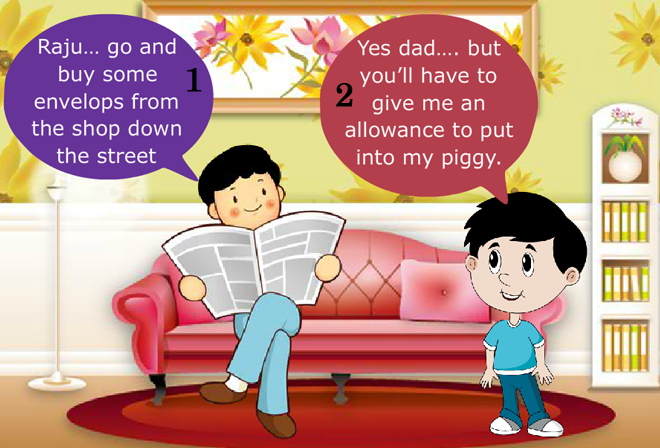 Raju... go and
buy some
envelops from
the shop down
the street
1
Yes dad.... but
you'll have to
give me an
allowance to put
into my piggy.
2